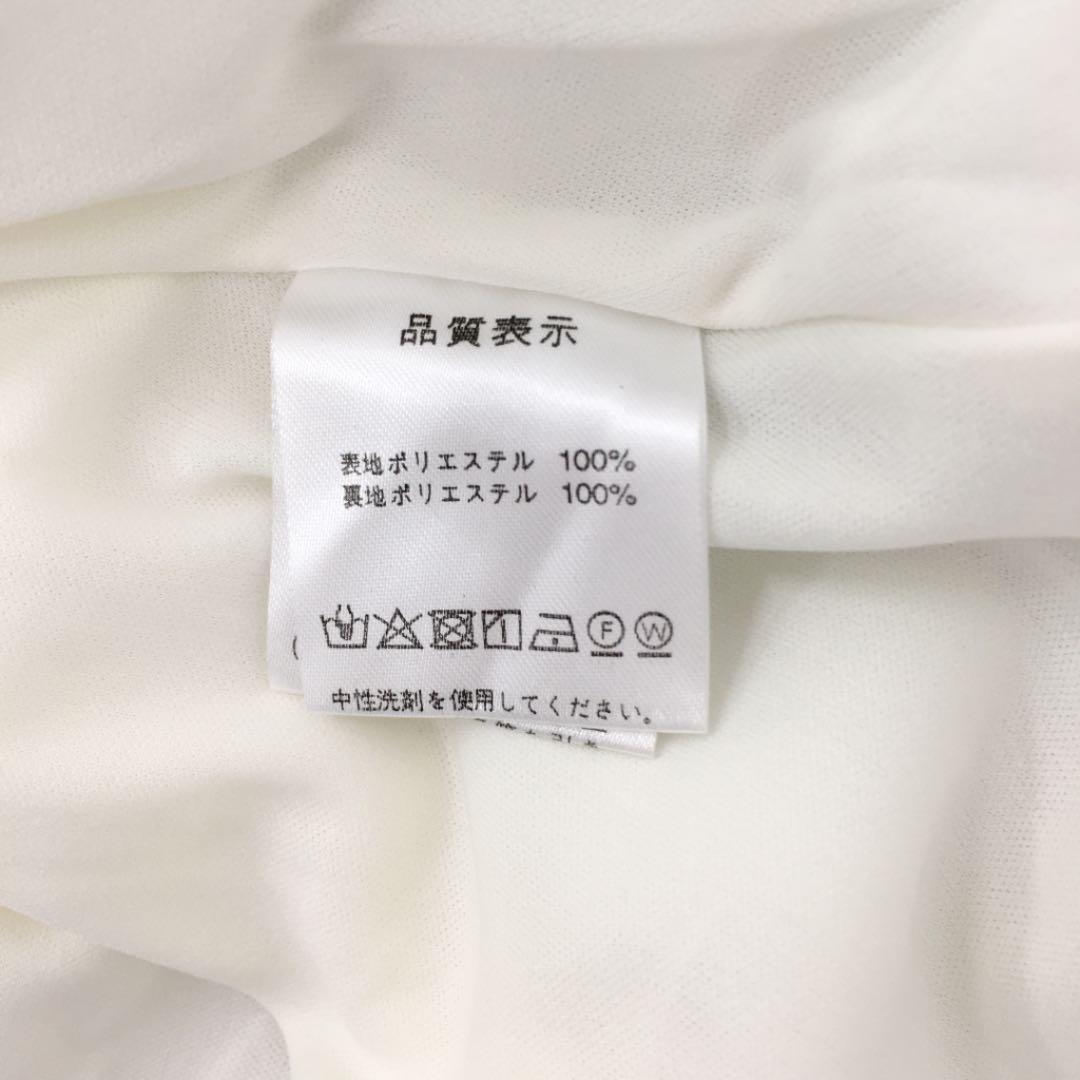 品質表示
表地ポリエステル 100%
裏地ポリエステル 100%
F W
中性洗剤を使用してください。